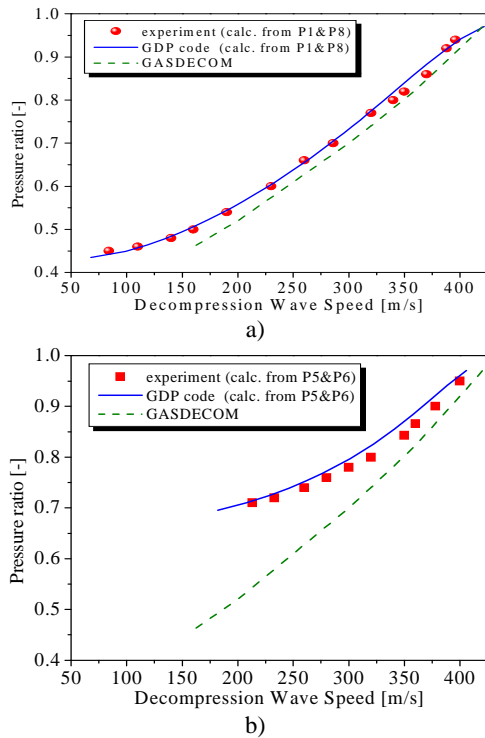 1.0
0.9
0.8
0.7
0.6
0.5
0.4
Pressure ratio [-]
experiment (calc. from P1&P8)
GDP code (calc. from P1&P8)
GASDECOM
50 100 150 200 250 300 350 400
Decompression Wave Speed [m/s]
a)
1.0
0.9
0.8
0.7
0.6
0.5
0.4
Pressure ratio [-]
experiment (calc. from P5&P6)
GDP code (calc. from P5&P6)
GASDECOM
50 100 150 200 250 300 350 400
Decompression Wave Speed [m/s]
b)